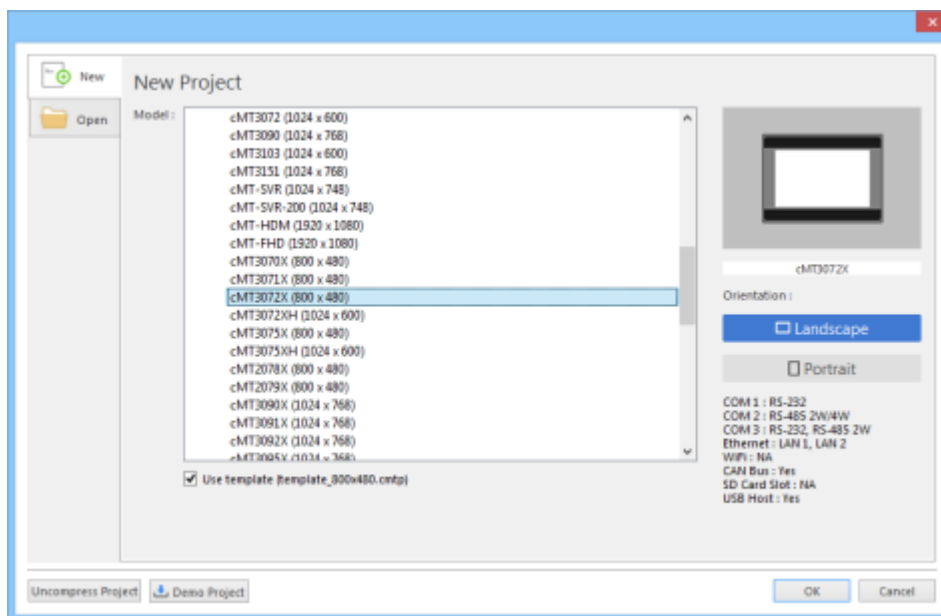 New
Open
New Project
Model :
cMT3072 (1024 x 600)
cMT3090 (1024 x 768)
cMT3103 (1024 x 600)
cMT3151 (1024 x 768)
cMT-SVR (1024 x 748)
cMT-SVR-200 (1024 x 748)
cMT-HDM (1920 x 1080)
cMT-FHD (1920 x 1080)
cMT3070X (800 x 480)
cMT3071X (800 x 480)
cMT3072X (800 x 480)
cMT3072XH (1024 x 600)
cMT3075X (800 x 480)
cMT3075XH (1024 x 600)
cMT2078X (800 x 480)
cMT2079X (800 x 480)
cMT3090X (1024 x 768)
cMT3091X (1024 x 768)
cMT3092X (1024 x 768)
cMT3095X (1024 x 768)
Use template (template_800x480.cmtp)
cMT3072X
Orientation :
Landscape
Portrait
COM 1 : RS-232
COM 2 : RS-485 2W/4W
COM 3 : RS-232, RS-485 2W
Ethernet : LAN 1, LAN 2
WiFi : NA
CAN Bus : Yes
SD Card Slot : NA
USB Host : Yes
Uncompress Project
Demo Project
OK
Cancel